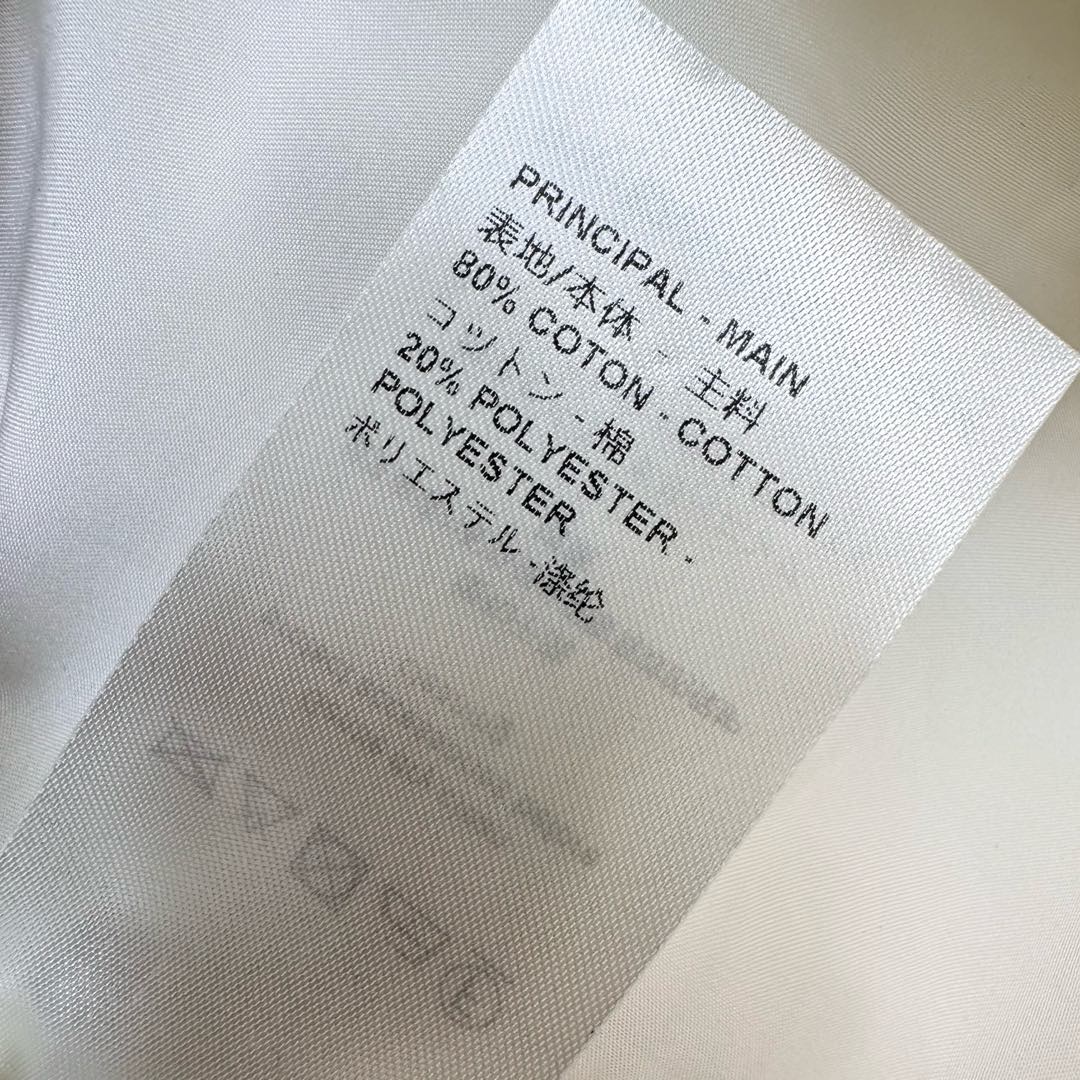 PRINCIPAL - MAIN
表地/本体 - 主料
80% COTON - COTTON
コットン - 棉
20% POLYESTER -
POLYESTER
ポリエステル - 涤纶